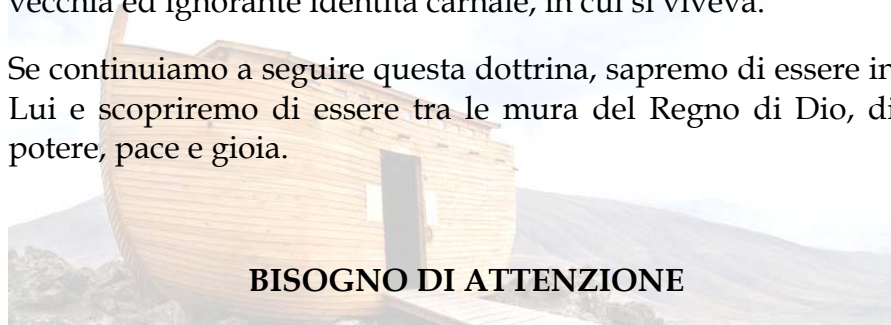 vecchia ed ignorante identità carnale, in cui si viveva.
Se continuiamo a seguire questa dottrina, sapremo di essere in
Lui e scopriremo di essere tra le mura del Regno di Dio, di
potere, pace e gioia.
BISOGNO DI ATTENZIONE